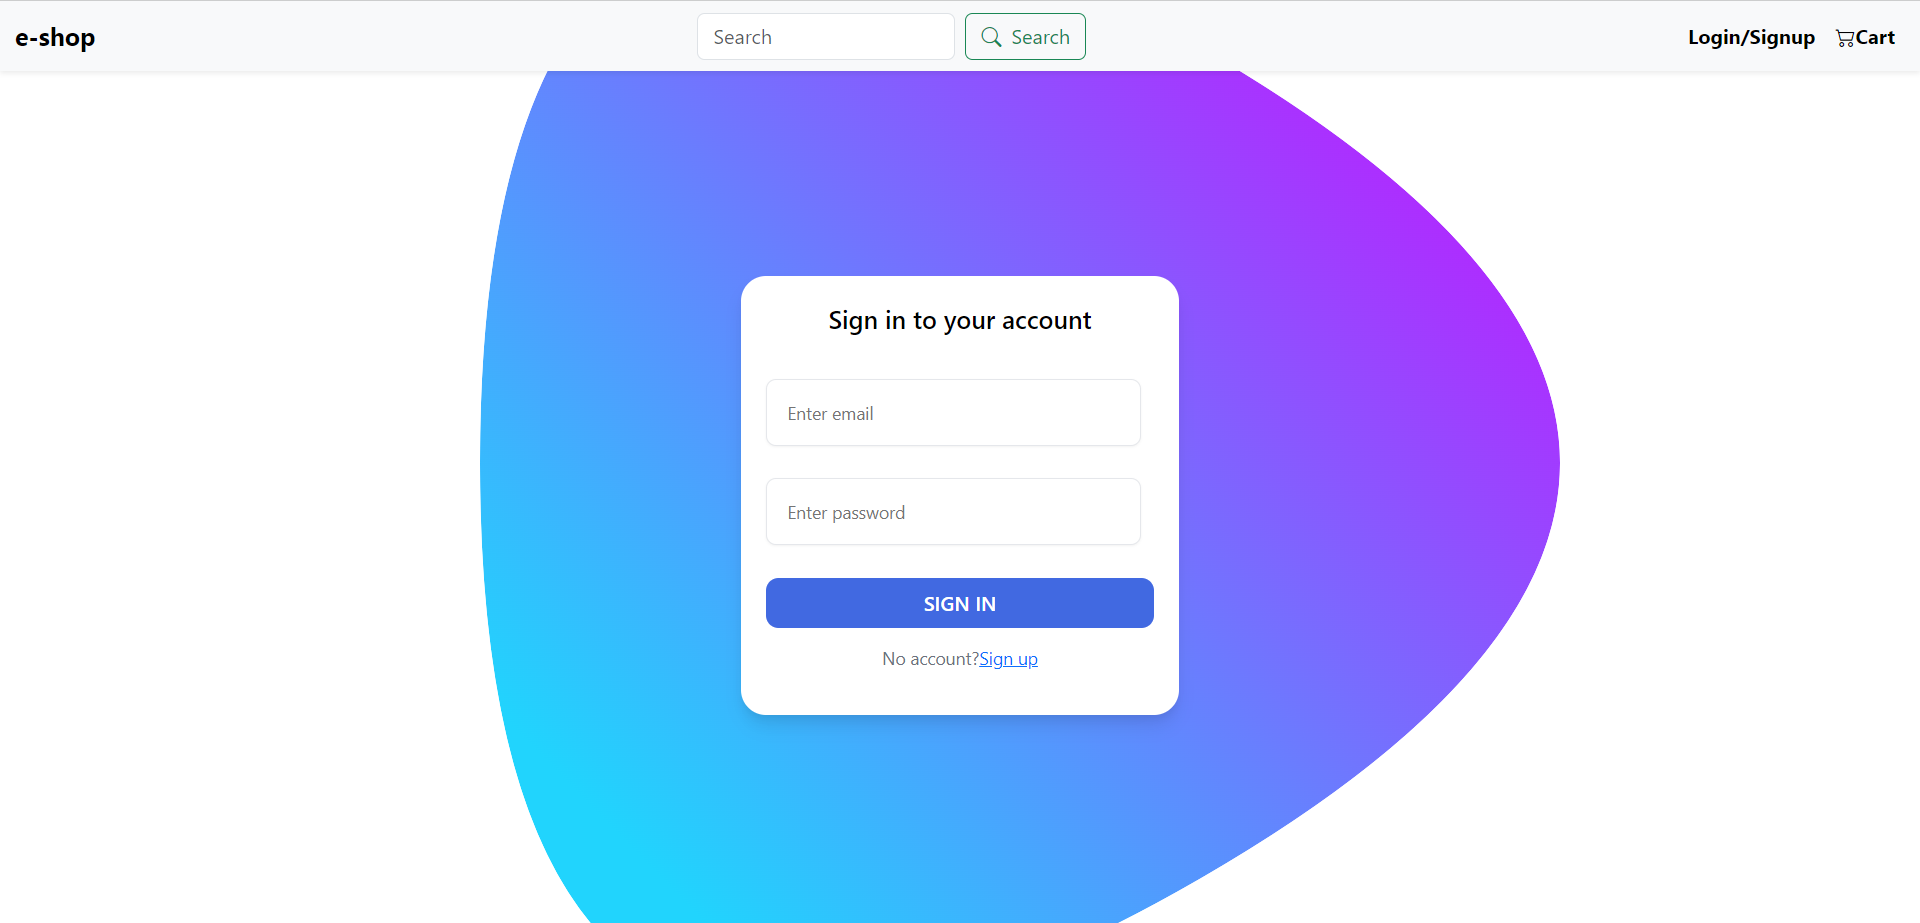 e-shop
Search
Search
Login/Signup
Cart
Sign in to your account
Enter email
Enter password
SIGN IN
No account?Sign up